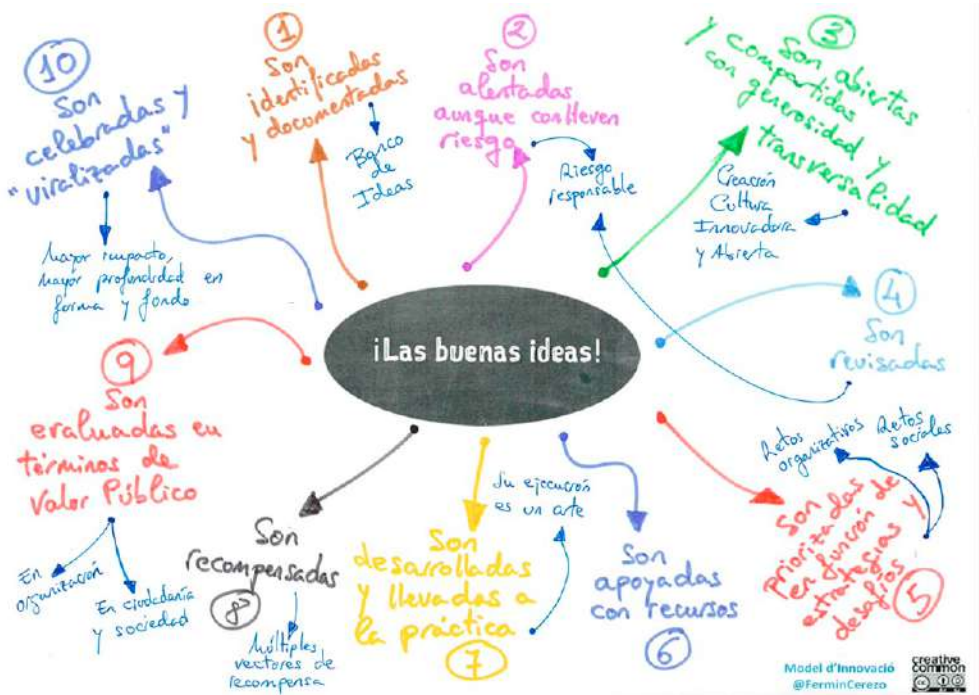 ¡Las buenas ideas!
1
Son
identificadas
y documentadas
Banco
de
Ideas
2
Son
alentadas
aunque conlleven
riesgo
Riesgo
responsable
3
Son abiertas
y compartidas
con generosidad y
transversalidad
Creación
Cultura
Innovadora
y Abierta
4
Son
revisadas
5
Son
priorizadas
en función de
estrategias y
desafíos
Retos
organizativos
Retos
sociales
6
Son
apoyadas
con recursos
7
Son
desarrolladas
y llevadas a
la práctica
Su ejecución
es un arte
8
Son
recompensadas
Múltiples
vectores de
recompensa
9
Son
evaluadas en
términos de
Valor Público
En
organización
En ciudadanía
y sociedad
10
Son
celebradas y
"viralizadas"
Mayor impacto,
mayor profundidad en
forma y fondo
Model d'Innovació
@FerminCerezo
creative
common